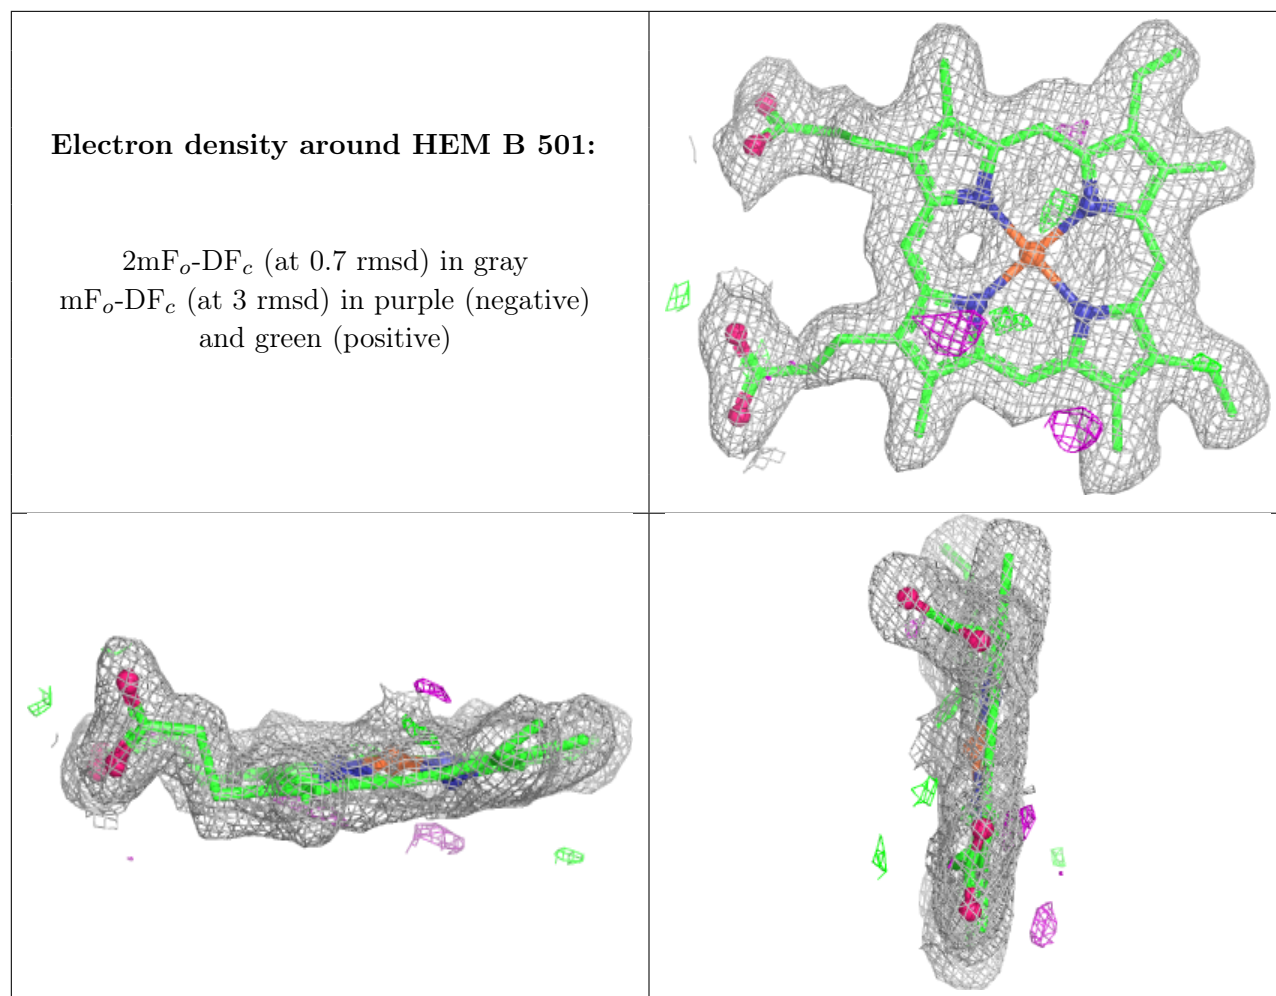 Electron density around HEM B 501:
2mFo-DFc (at 0.7 rmsd) in gray
mFo-DFc (at 3 rmsd) in purple (negative)
and green (positive)